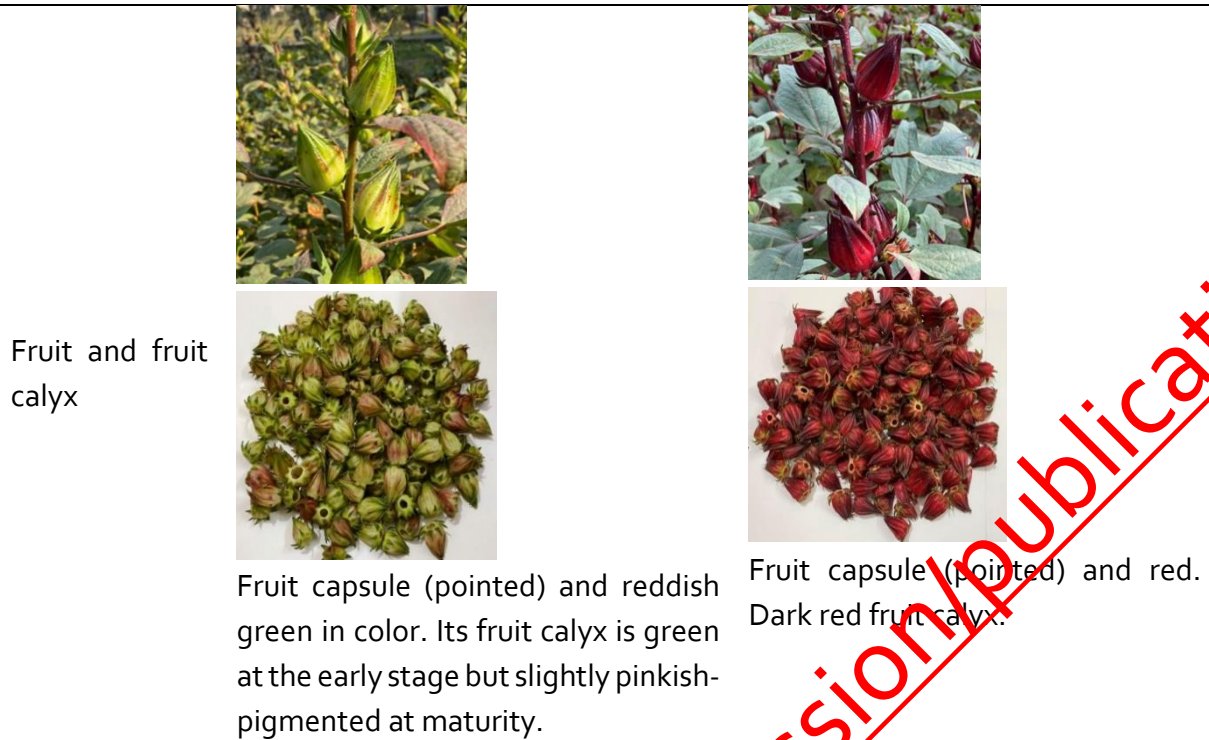 Fruit and fruit
calyx
Fruit capsule (pointed) and reddish
green in color. Its fruit calyx is green
at the early stage but slightly pinkish-
pigmented at maturity.
Fruit capsule (pointed) and red.
Dark red fruit calyx.